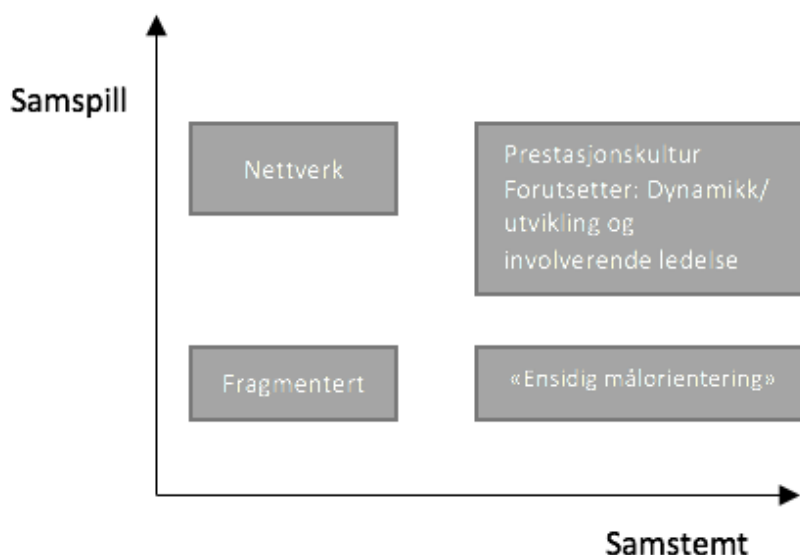 Samspill
Nettverk
Prestasjonskultur
Forutsetter: Dynamikk/
utvikling og
involverende ledelse
Fragmentert
«Ensidig målorientering»
Samstemt